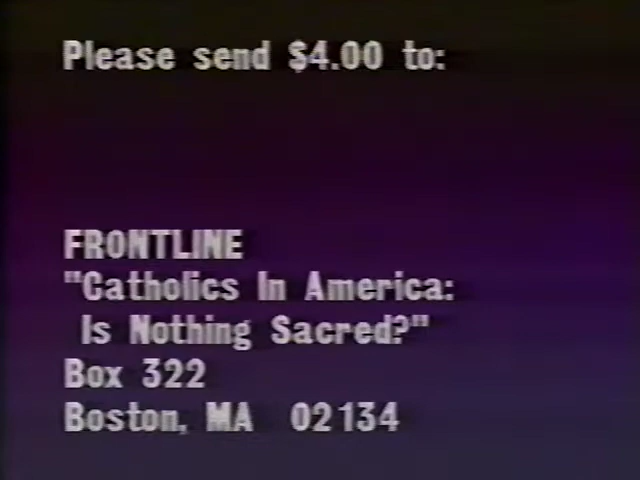 Please send $4.00 to:
FRONTLINE
"Catholics In America:
Is Nothing Sacred?"
Box 322
Boston, MA 02134